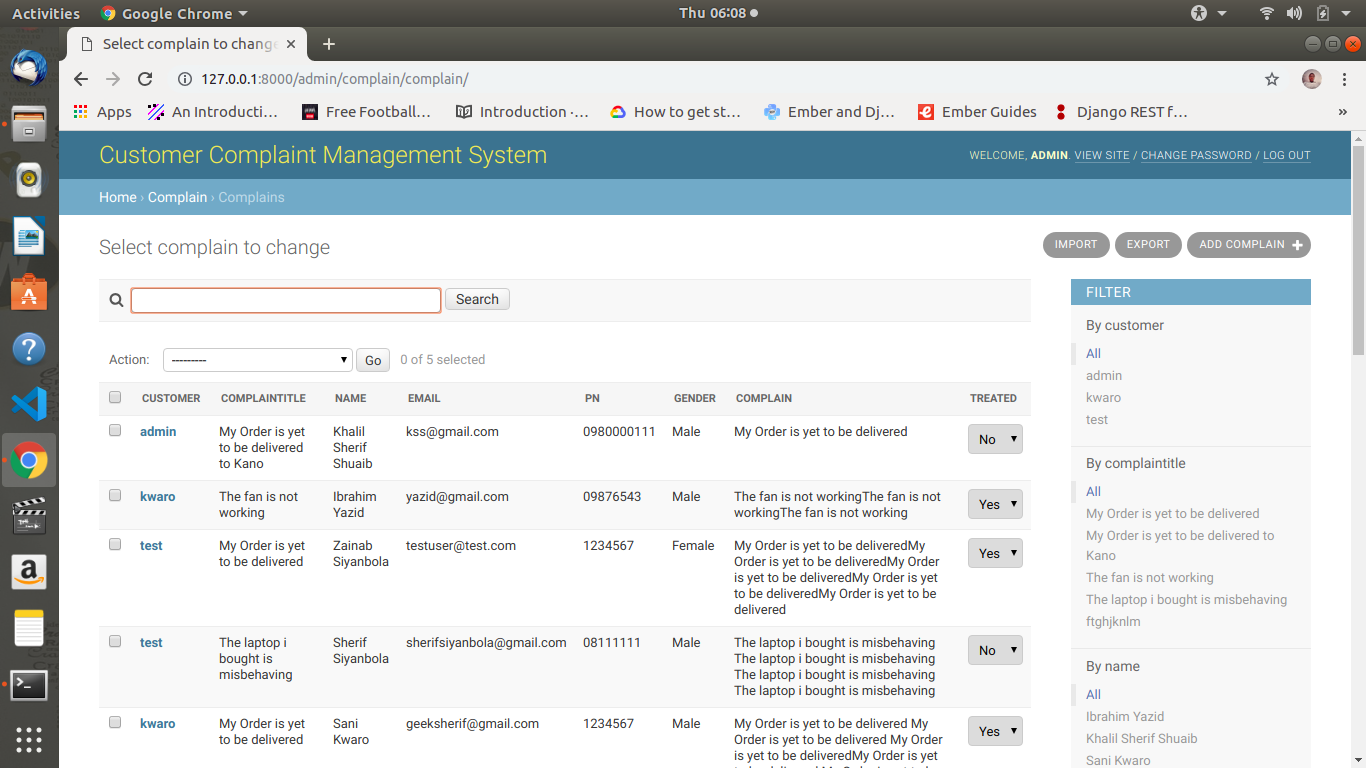 Activities Google Chrome Thu 06:08
Select complain to change
127.0.0.1:8000/admin/complain/complain/
Apps An Introducti… Free Football… Introduction ·… How to get st… Ember and Dj… Ember Guides Django REST f… »
Customer Complaint Management System WELCOME, ADMIN. VIEW SITE / CHANGE PASSWORD / LOG OUT
Home › Complain › Complains
Select complain to change IMPORT EXPORT ADD COMPLAIN +
Search
Action: --------- Go 0 of 5 selected
CUSTOMER COMPLAINTITLE NAME EMAIL PN GENDER COMPLAIN TREATED
admin My Order is yet Khalil kss@gmail.com 0980000111 Male My Order is yet to be delivered No
to be delivered Sherif
to Kano Shuaib
kwaro The fan is not Ibrahim yazid@gmail.com 09876543 Male The fan is not workingThe fan is not Yes
working Yazid workingThe fan is not working
test My Order is yet Zainab testuser@test.com 1234567 Female My Order is yet to be deliveredMy Yes
to be delivered Siyanbola Order is yet to be deliveredMy Order
is yet to be deliveredMy Order is yet
to be deliveredMy Order is yet to be
delivered
test The laptop i Sherif sherifsiyanbola@gmail.com 08111111 Male The laptop i bought is misbehaving No
bought is Siyanbola The laptop i bought is misbehaving
misbehaving The laptop i bought is misbehaving
The laptop i bought is misbehaving
kwaro My Order is yet Sani geeksherif@gmail.com 1234567 Male My Order is yet to be delivered My Yes
to be delivered Kwaro Order is yet to be delivered My Order
is yet to be deliveredMy Order is yet
FILTER
By customer
All
admin
kwaro
test
By complaintitle
All
My Order is yet to be delivered
My Order is yet to be delivered to
Kano
The fan is not working
The laptop i bought is misbehaving
ftghjknlm
By name
All
Ibrahim Yazid
Khalil Sherif Shuaib
Sani Kwaro